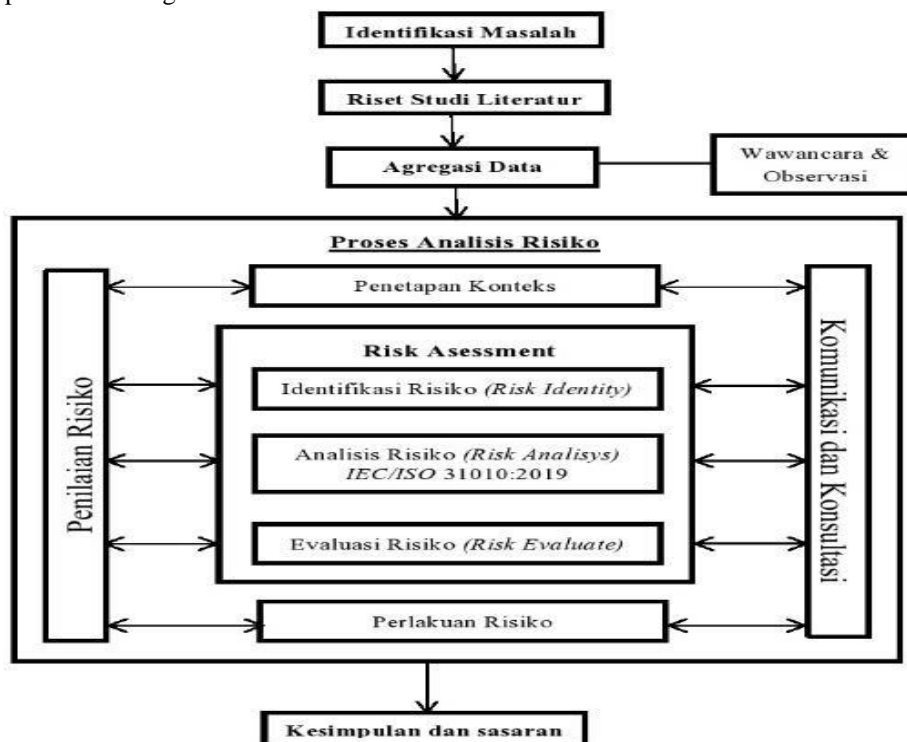 Identifikasi Masalah
Riset Studi Literatur
Agregasi Data
Wawancara &
Observasi
Proses Analisis Risiko
Penilaian Risiko
Penetapan Konteks
Risk Asessment
Identifikasi Risiko (Risk Identity)
Analisis Risiko (Risk Analisys)
IEC/ISO 31010:2019
Evaluasi Risiko (Risk Evaluate)
Perlakuan Risiko
Komunikasi dan Konsultasi
Kesimpulan dan sasaran